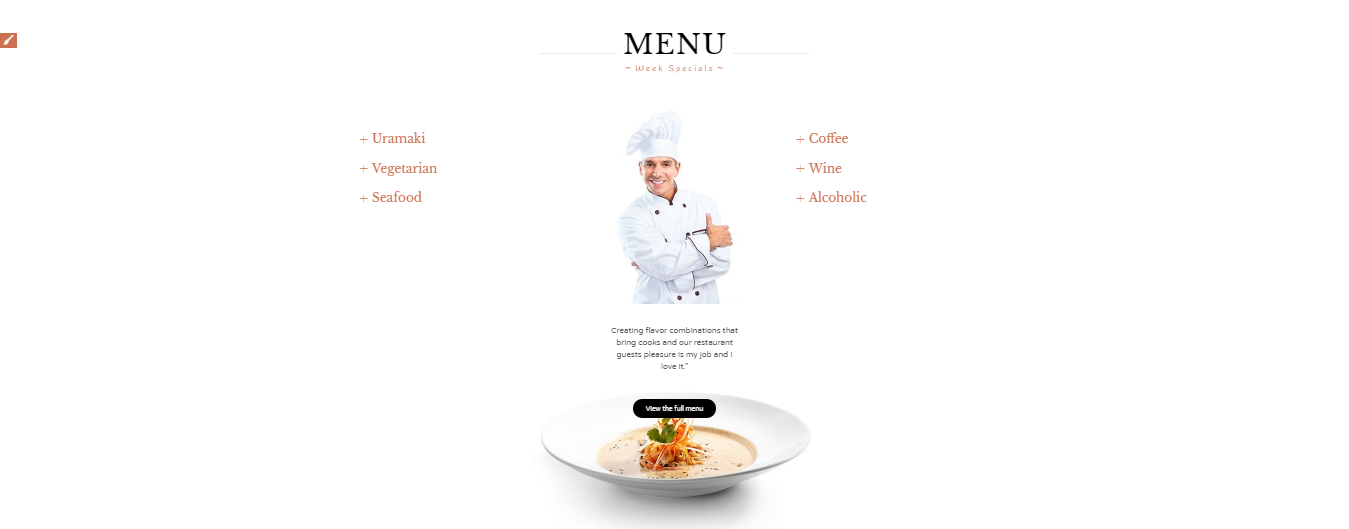 MENU
~ Week Specials ~
+ Uramaki
+ Vegetarian
+ Seafood
+ Coffee
+ Wine
+ Alcoholic
Creating flavor combinations that
bring cooks and our restaurant
guests pleasure is my job and i
love it."
View the full menu